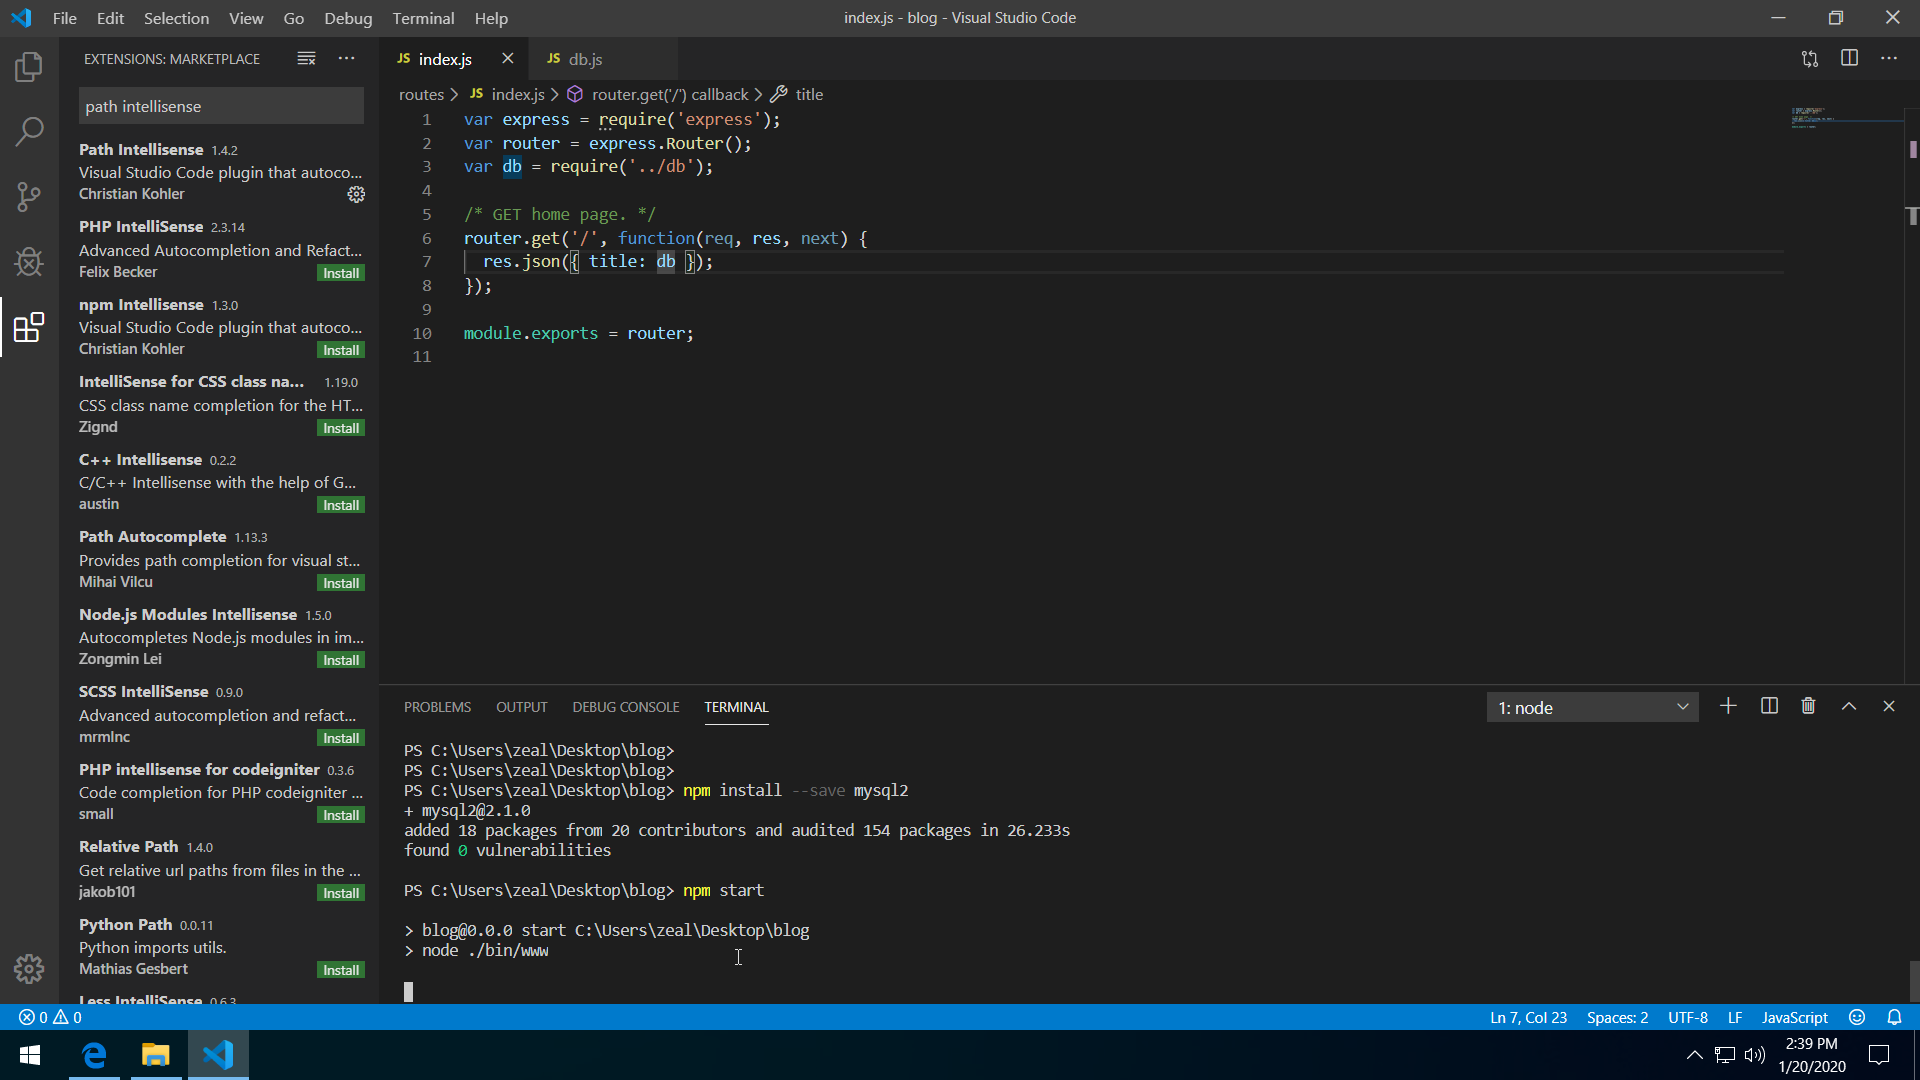 File Edit Selection View Go Debug Terminal Help
index.js - blog - Visual Studio Code
EXTENSIONS: MARKETPLACE
path intellisense
Path Intellisense 1.4.2
Visual Studio Code plugin that autoco...
Christian Kohler
PHP IntelliSense 2.3.14
Advanced Autocompletion and Refact...
Felix Becker Install
npm Intellisense 1.3.0
Visual Studio Code plugin that autoco...
Christian Kohler Install
IntelliSense for CSS class na... 1.19.0
CSS class name completion for the HT...
Zignd Install
C++ Intellisense 0.2.2
C/C++ Intellisense with the help of G...
austin Install
Path Autocomplete 1.13.3
Provides path completion for visual st...
Mihai Vilcu Install
Node.js Modules Intellisense 1.5.0
Autocompletes Node.js modules in im...
Zongmin Lei Install
SCSS IntelliSense 0.9.0
Advanced autocompletion and refact...
mrmlnc Install
PHP intellisense for codeigniter 0.3.6
Code completion for PHP codeigniter ...
small Install
Relative Path 1.4.0
Get relative url paths from files in the ...
jakob101 Install
Python Path 0.0.11
Python imports utils.
Mathias Gesbert Install
Less IntelliSense 0.6.3
JS index.js JS db.js
routes > JS index.js > router.get('/') callback > title
1 var express = require('express');
2 var router = express.Router();
3 var db = require('../db');
4
5 /* GET home page. */
6 router.get('/', function(req, res, next) {
7 res.json({ title: db });
8 });
9
10 module.exports = router;
11
PROBLEMS OUTPUT DEBUG CONSOLE TERMINAL
1: node
PS C:\Users\zeal\Desktop\blog>
PS C:\Users\zeal\Desktop\blog>
PS C:\Users\zeal\Desktop\blog> npm install --save mysql2
+ mysql2@2.1.0
added 18 packages from 20 contributors and audited 154 packages in 26.233s
found 0 vulnerabilities
PS C:\Users\zeal\Desktop\blog> npm start
> blog@0.0.0 start C:\Users\zeal\Desktop\blog
> node ./bin/www
0 0
Ln 7, Col 23 Spaces: 2 UTF-8 LF JavaScript
2:39 PM
1/20/2020